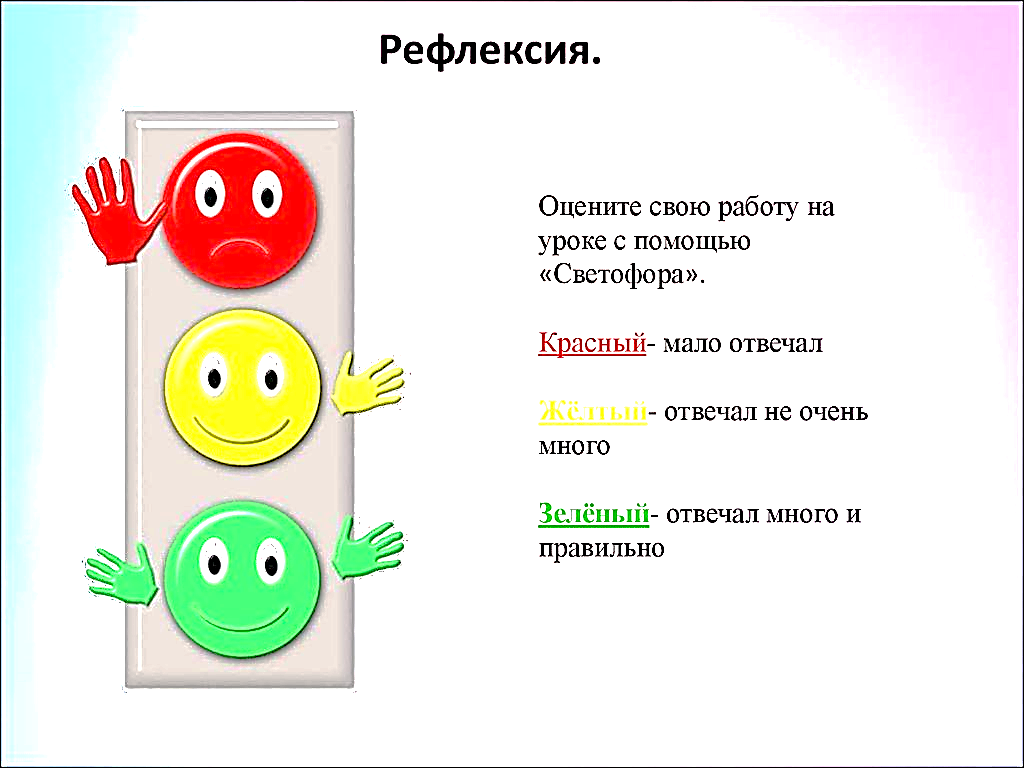 Рефлексия.
Оцените свою работу на
уроке с помощью
«Светофора».
Красный- мало отвечал
Жёлтый- отвечал не очень
много
Зелёный- отвечал много и
правильно